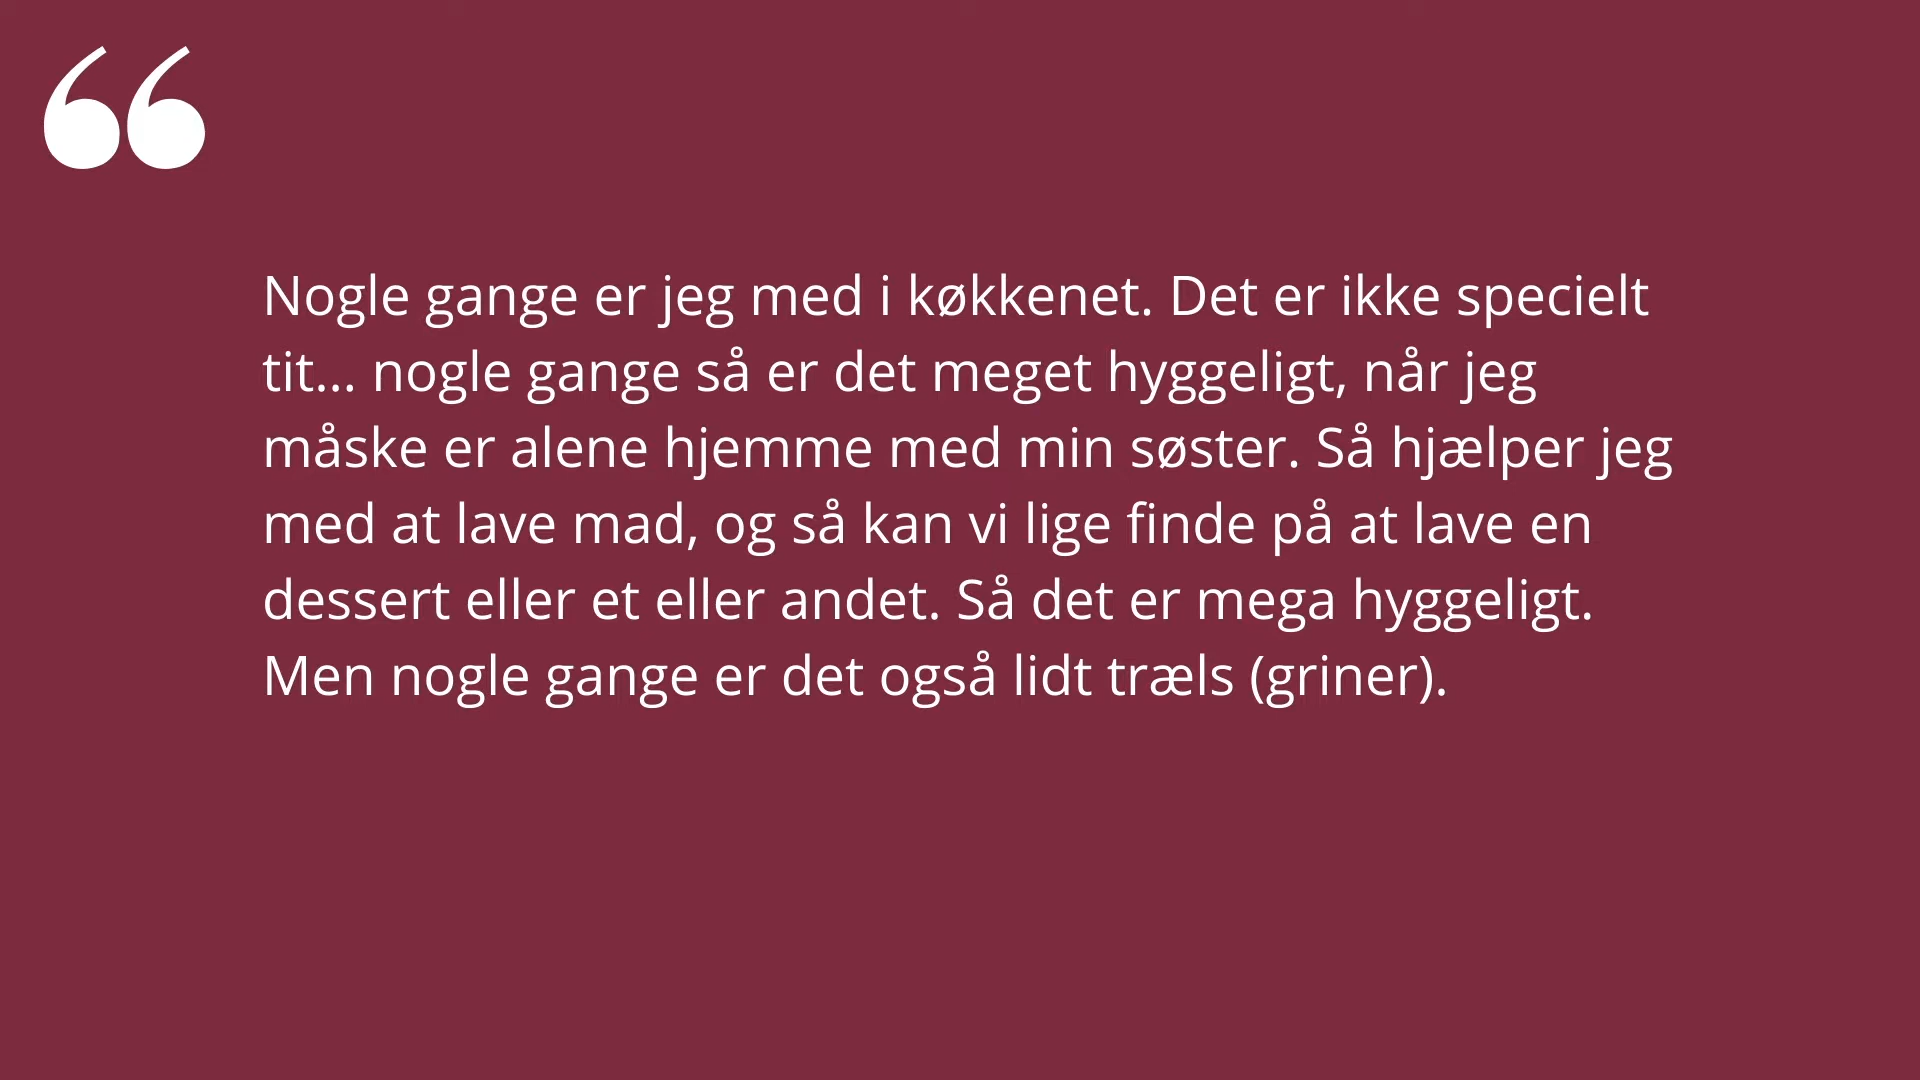 “
Nogle gange er jeg med i køkkenet. Det er ikke specielt
tit... nogle gange så er det meget hyggeligt, når jeg
måske er alene hjemme med min søster. Så hjælper jeg
med at lave mad, og så kan vi lige finde på at lave en
dessert eller et eller andet. Så det er mega hyggeligt.
Men nogle gange er det også lidt træls (griner).